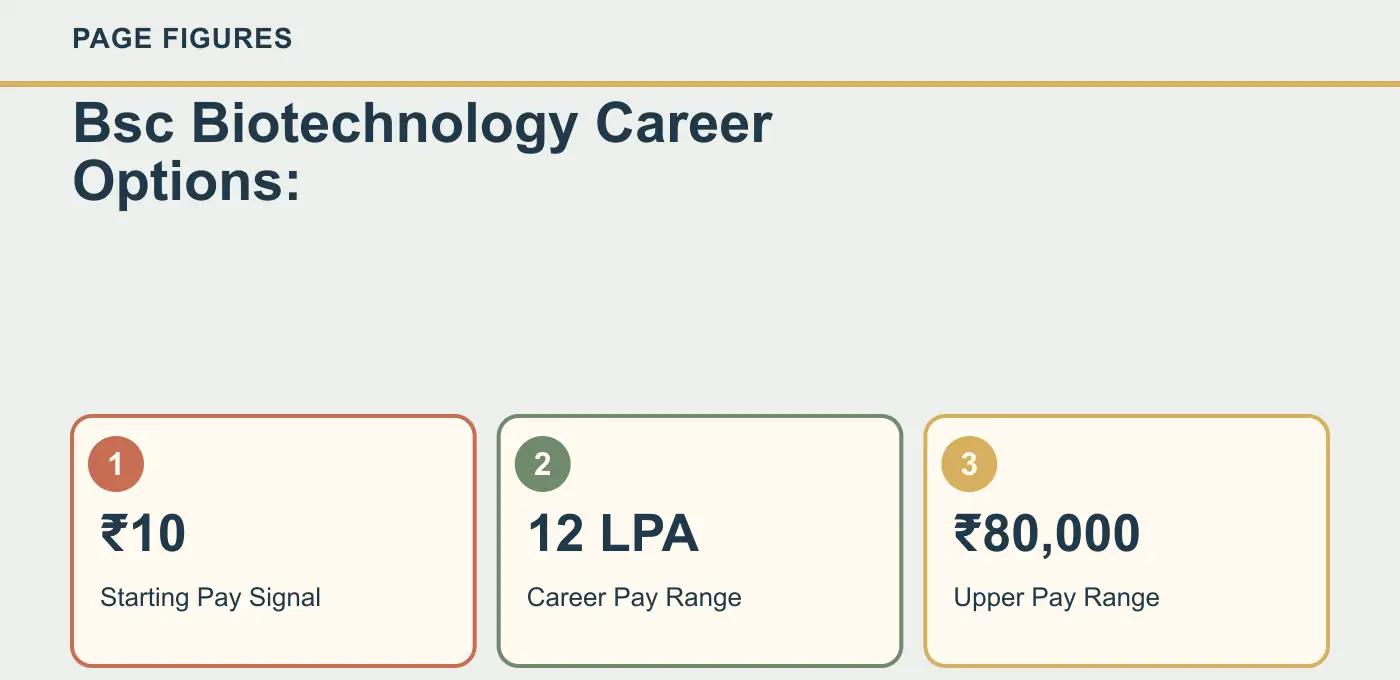 PAGE FIGURES
Bsc Biotechnology Career
Options:
1
₹10
Starting Pay Signal
2
12 LPA
Career Pay Range
3
₹80,000
Upper Pay Range